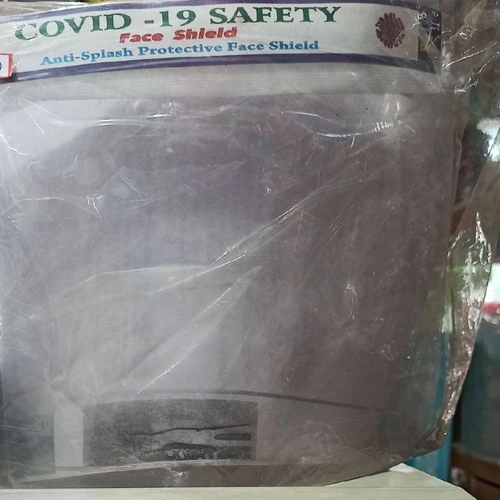 COVID -19 SAFETY
Face Shield
Anti-Splash Protective Face Shield